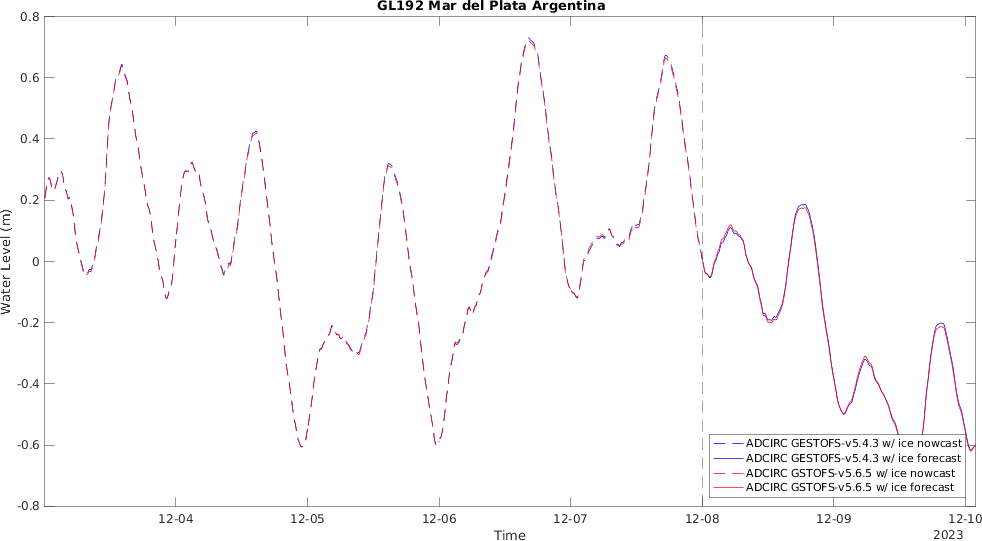 GL192 Mar del Plata Argentina
0.8
0.6
0.4
0.2
0
-0.2
-0.4
-0.6
-0.8
Water Level (m)
ADCIRC GESTOFS-v5.4.3 w/ ice nowcast
ADCIRC GESTOFS-v5.4.3 w/ ice forecast
ADCIRC GSTOFS-v5.6.5 w/ ice nowcast
ADCIRC GSTOFS-v5.6.5 w/ ice forecast
12-04 12-05 12-06 12-07 12-08 12-09 12-10
Time
2023